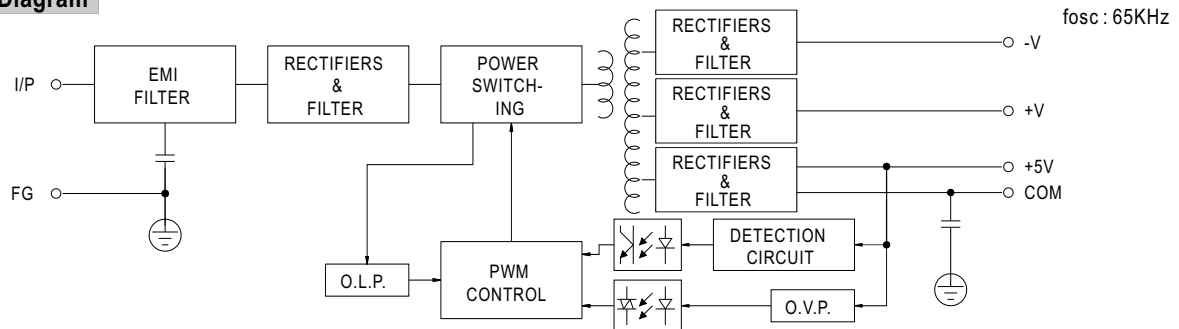 Diagram
fosc : 65KHz
I/P
EMI
FILTER
RECTIFIERS
&
FILTER
POWER
SWITCH-
ING
RECTIFIERS
&
FILTER
-V
RECTIFIERS
&
FILTER
+V
RECTIFIERS
&
FILTER
+5V
COM
FG
O.L.P.
PWM
CONTROL
DETECTION
CIRCUIT
O.V.P.